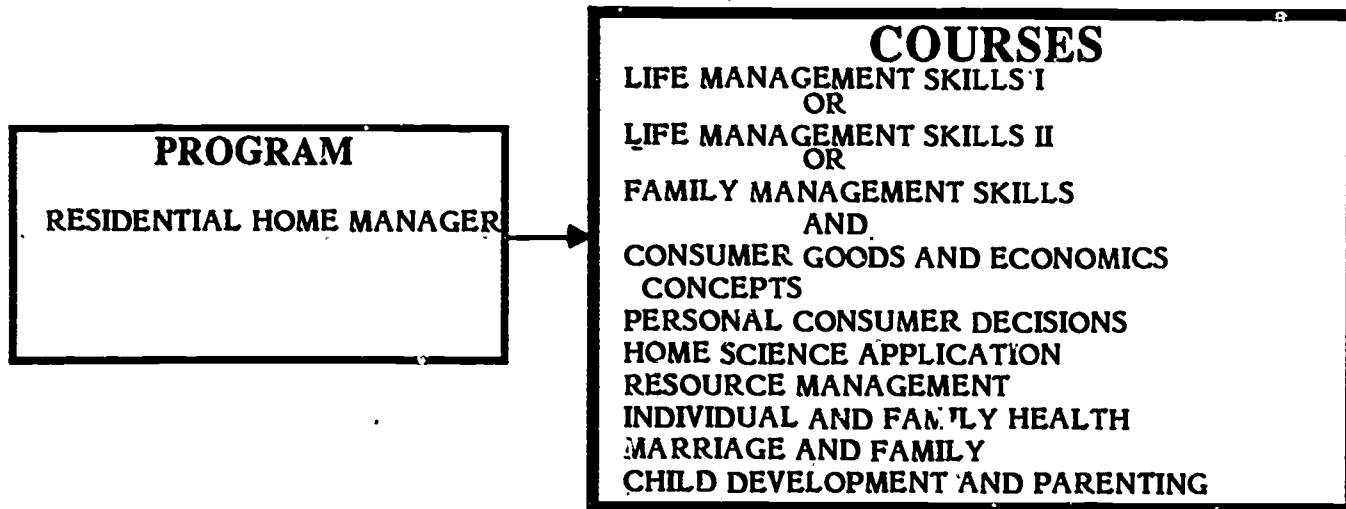 PROGRAM
RESIDENTIAL HOME MANAGER
COURSES
LIFE MANAGEMENT SKILLS I
OR
LIFE MANAGEMENT SKILLS II
OR
FAMILY MANAGEMENT SKILLS
AND
CONSUMER GOODS AND ECONOMICS
CONCEPTS
PERSONAL CONSUMER DECISIONS
HOME SCIENCE APPLICATION
RESOURCE MANAGEMENT
INDIVIDUAL AND FAMILY HEALTH
MARRIAGE AND FAMILY
CHILD DEVELOPMENT AND PARENTING